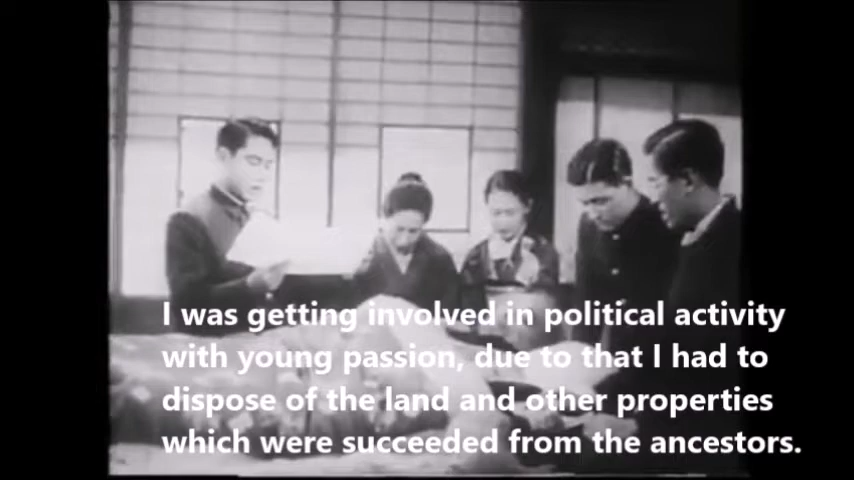 I was getting involved in political activity
with young passion, due to that I had to
dispose of the land and other properties
which were succeeded from the ancestors.